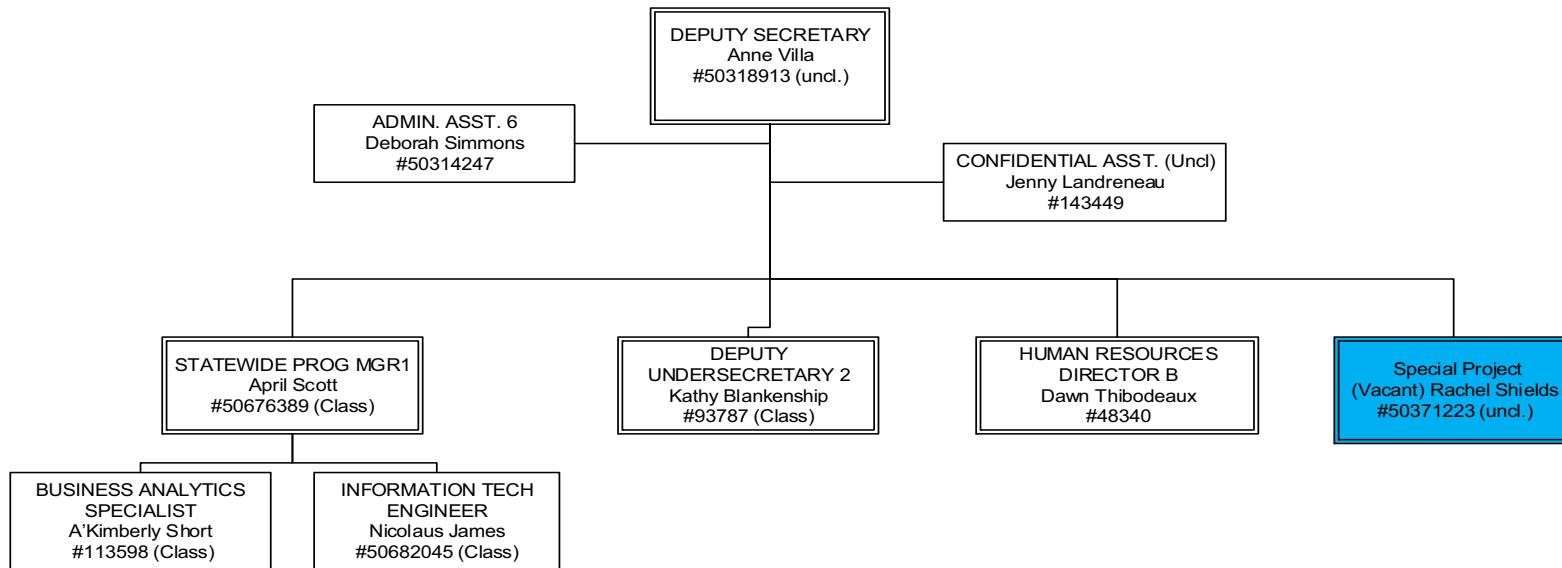 DEPUTY SECRETARY
Anne Villa
#50318913 (uncl.)
ADMIN. ASST. 6
Deborah Simmons
#50314247
CONFIDENTIAL ASST. (Uncl)
Jenny Landreneau
#143449
STATEWIDE PROG MGR1
April Scott
#50676389 (Class)
DEPUTY
UNDERSECRETARY 2
Kathy Blankenship
#93787 (Class)
HUMAN RESOURCES
DIRECTOR B
Dawn Thibodeaux
#48340
Special Project
(Vacant) Rachel Shields
#50371223 (uncl.)
BUSINESS ANALYTICS
SPECIALIST
A’Kimberly Short
#113598 (Class)
INFORMATION TECH
ENGINEER
Nicolaus James
#50682045 (Class)